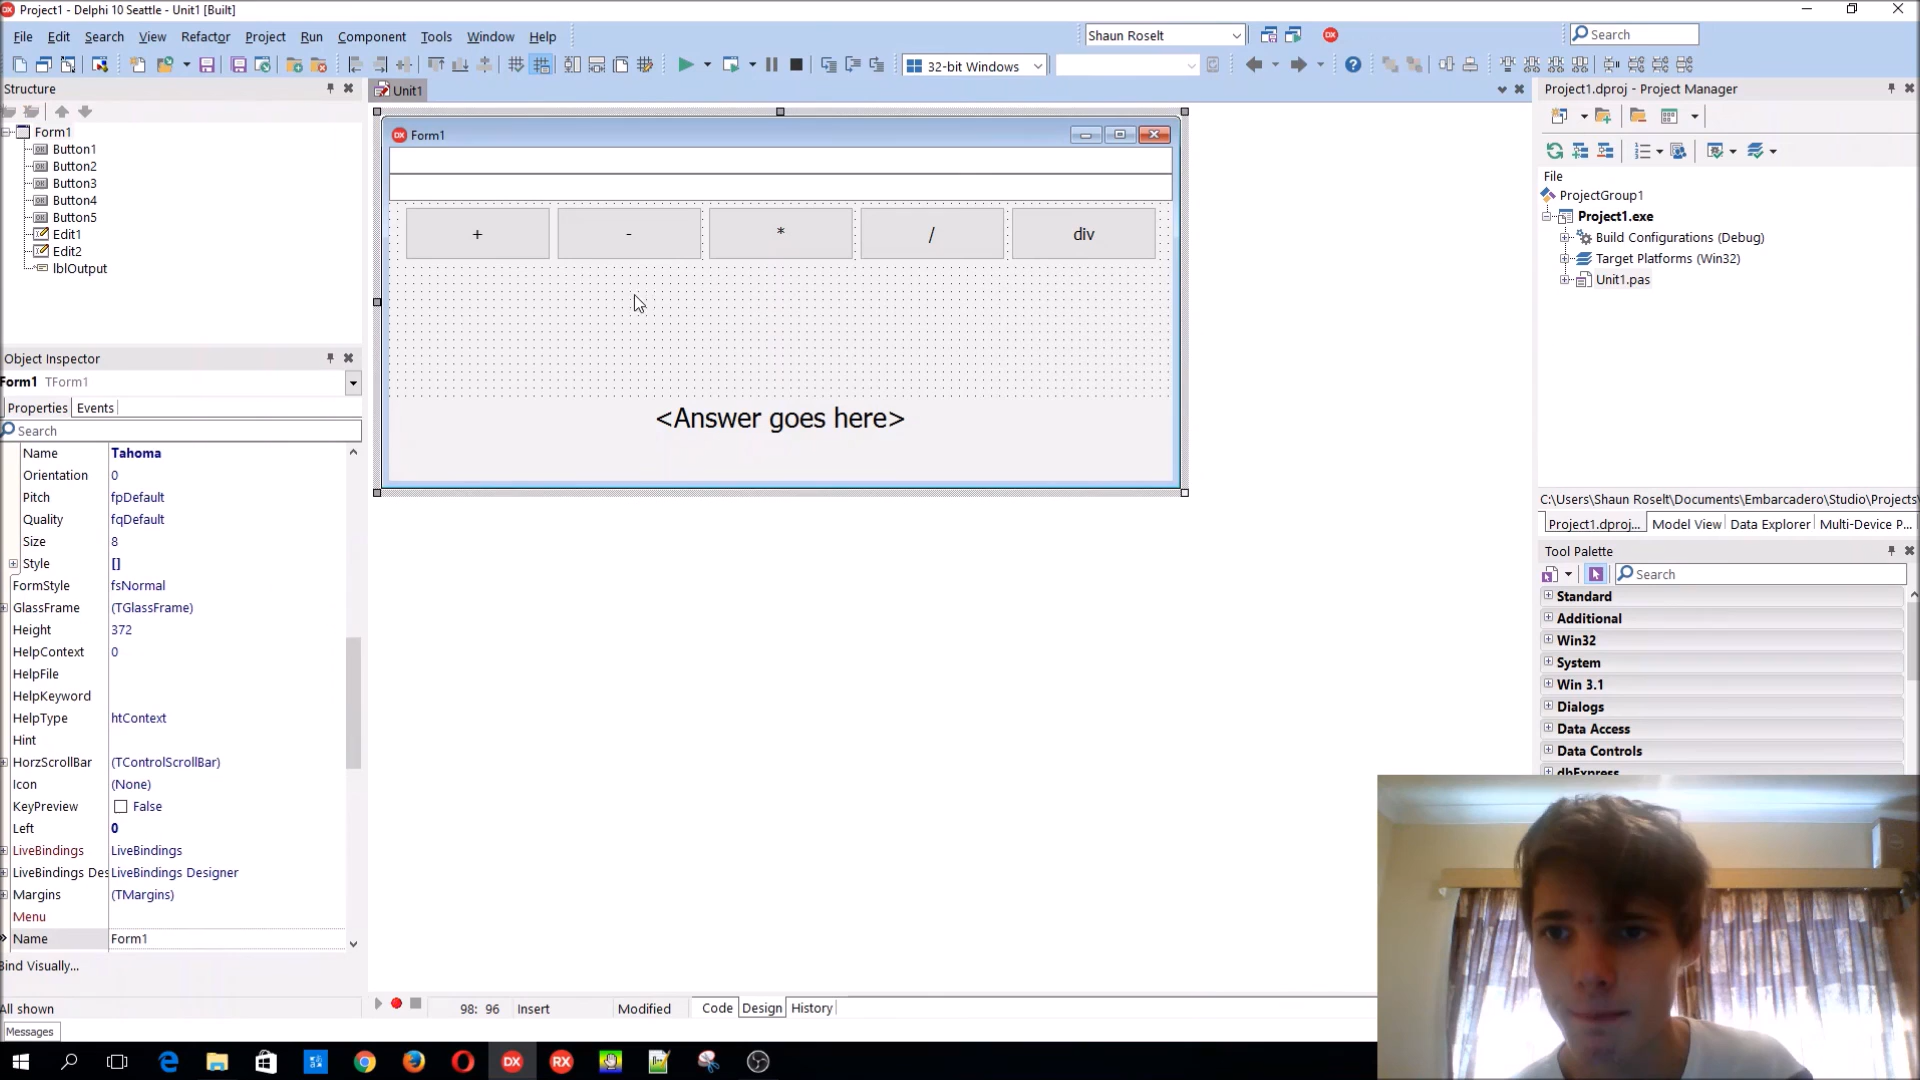 Project1 - Delphi 10 Seattle - Unit1 [Built]
File Edit Search View Refactor Project Run Component Tools Window Help
Shaun Roselt
Search
32-bit Windows
Structure
Form1
Button1
Button2
Button3
Button4
Button5
Edit1
Edit2
lblOutput
Object Inspector
Form1 TForm1
Properties Events
Search
Name Tahoma
Orientation 0
Pitch fpDefault
Quality fqDefault
Size 8
Style []
FormStyle fsNormal
GlassFrame (TGlassFrame)
Height 372
HelpContext 0
HelpFile
HelpKeyword
HelpType htContext
Hint
HorzScrollBar (TControlScrollBar)
Icon (None)
KeyPreview False
Left 0
LiveBindings LiveBindings
LiveBindings Des LiveBindings Designer
Margins (TMargins)
Menu
Name Form1
Bind Visually...
All shown
Messages
Unit1
Form1
+ - * / div
<Answer goes here>
98: 96 Insert Modified Code Design History
Project1.dproj - Project Manager
File
ProjectGroup1
Project1.exe
Build Configurations (Debug)
Target Platforms (Win32)
Unit1.pas
C:\Users\Shaun Roselt\Documents\Embarcadero\Studio\Projects\
Project1.dproj... Model View Data Explorer Multi-Device P...
Tool Palette
Search
Standard
Additional
Win32
System
Win 3.1
Dialogs
Data Access
Data Controls
dbExpress
DX RX